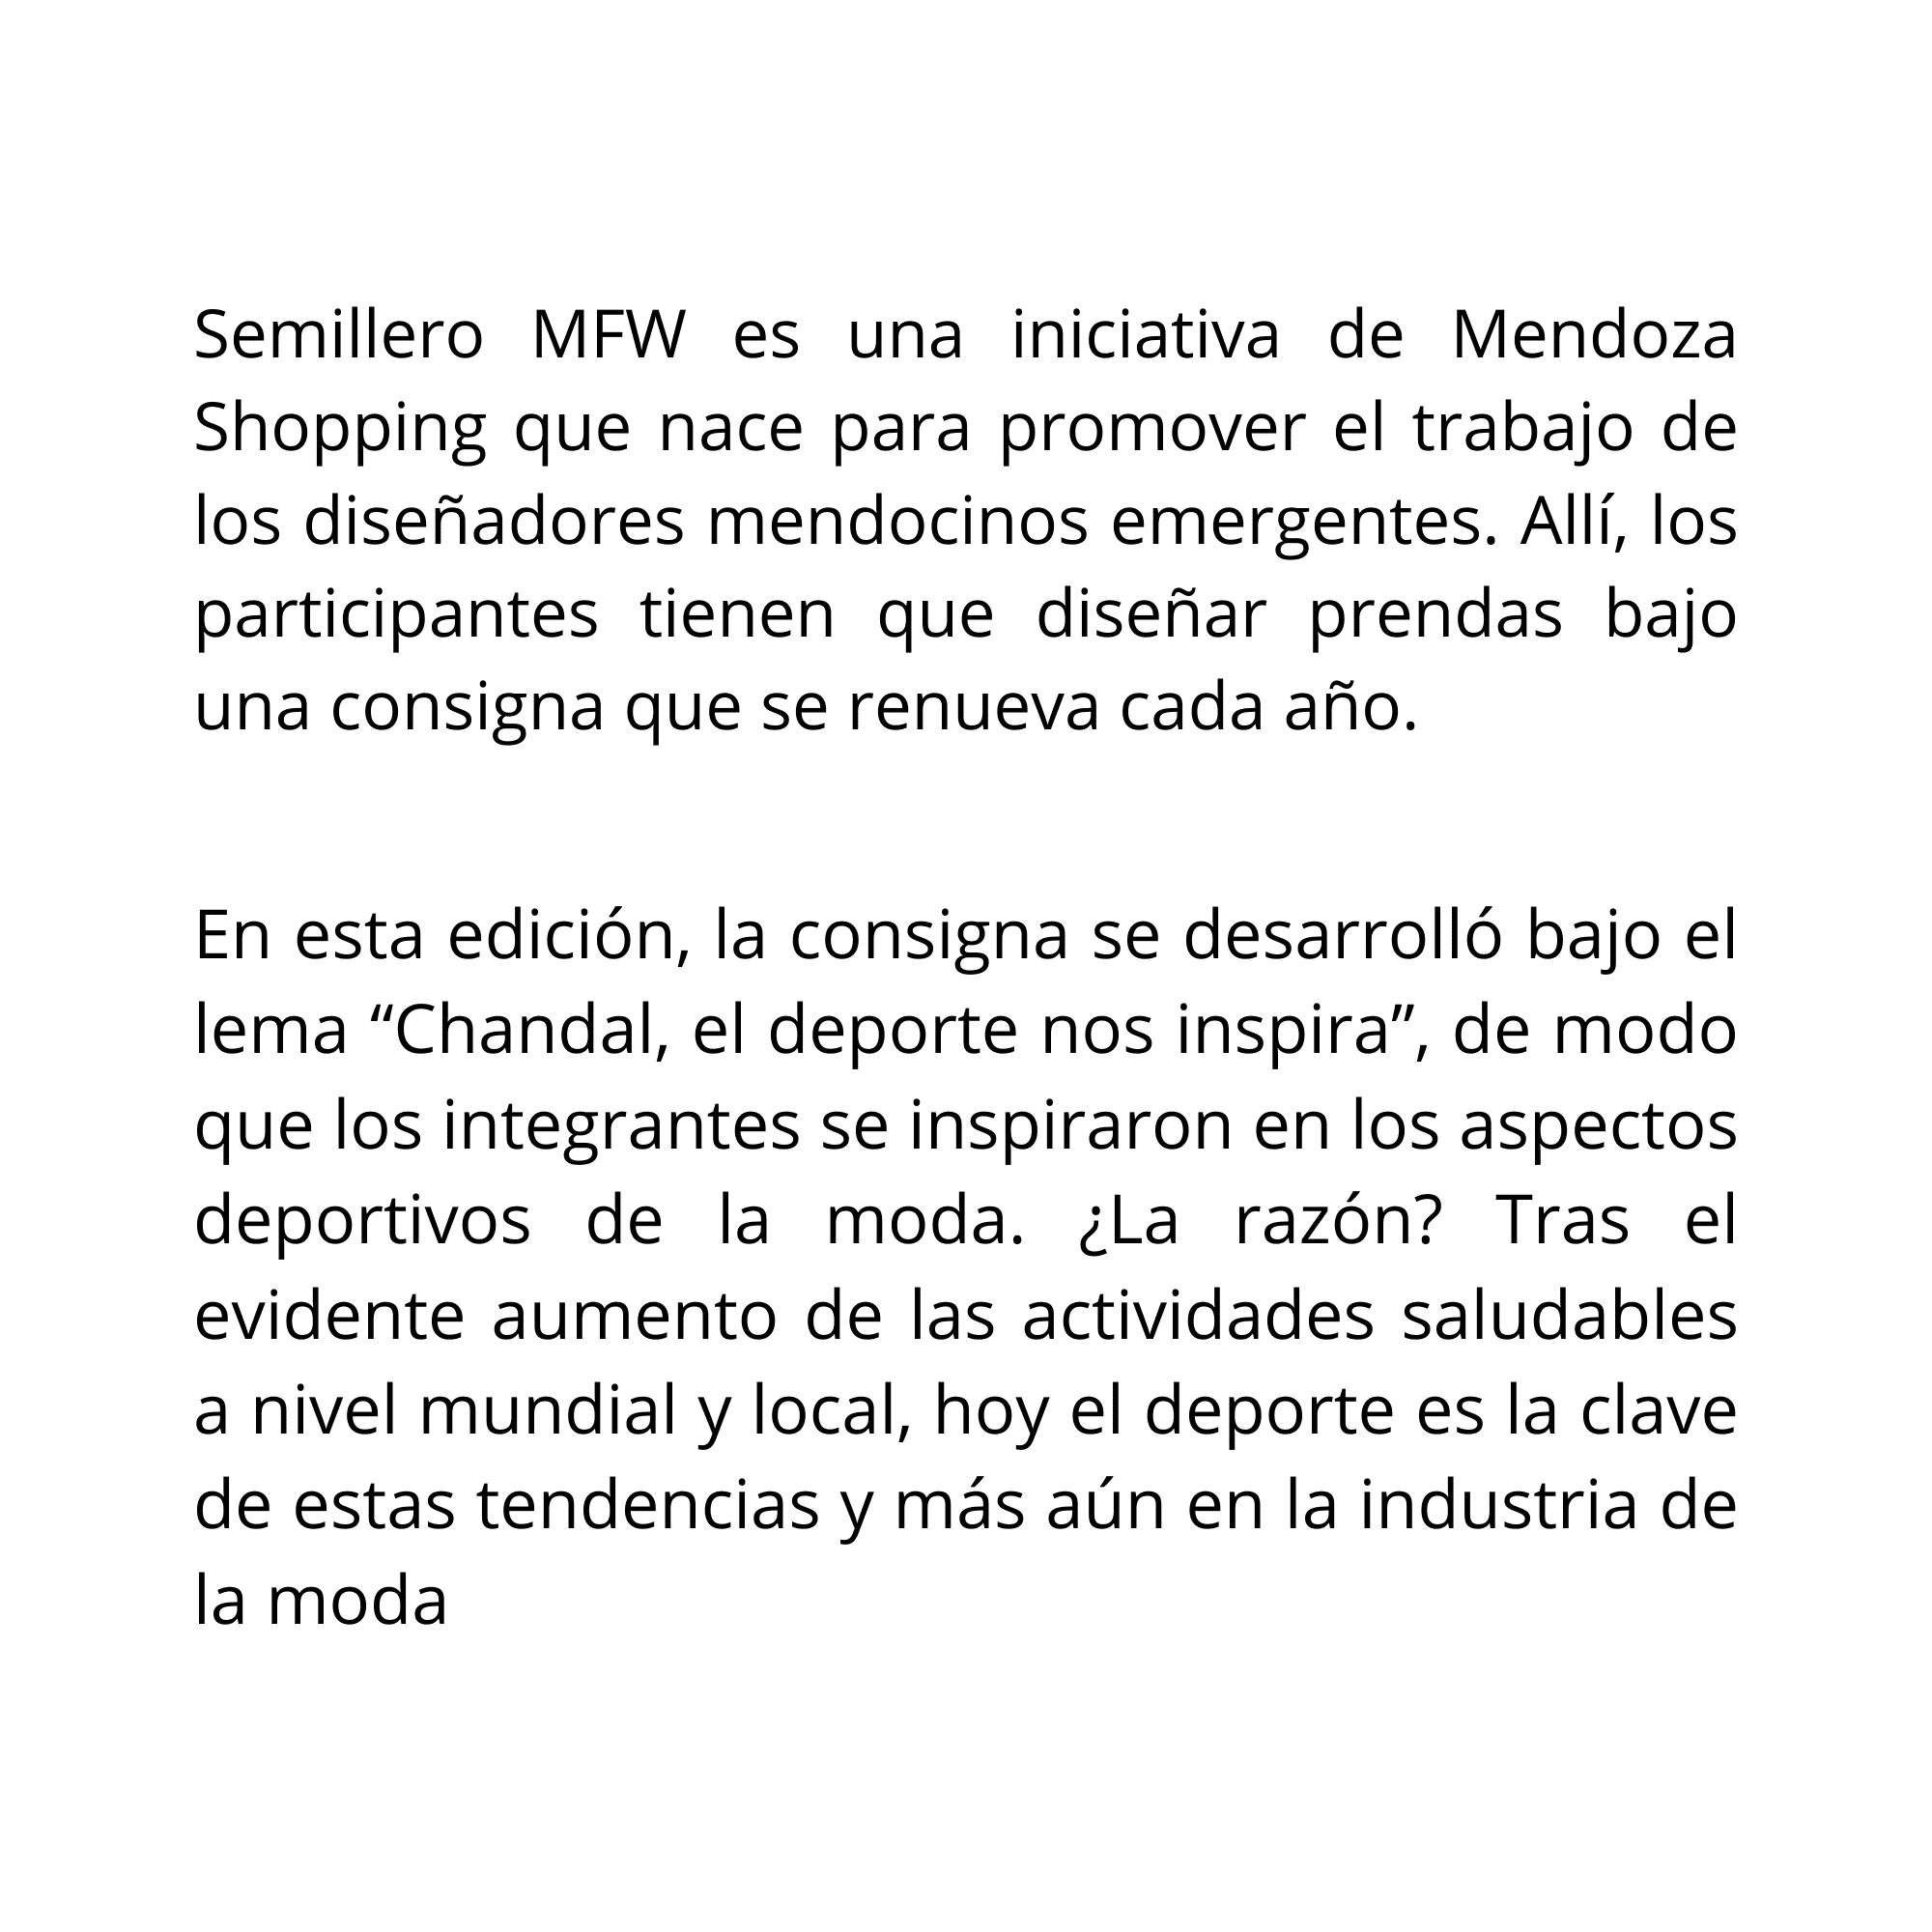 Semillero MFW es una iniciativa de Mendoza
Shopping que nace para promover el trabajo de
los diseñadores mendocinos emergentes. Allí, los
participantes tienen que diseñar prendas bajo
una consigna que se renueva cada año.
En esta edición, la consigna se desarrolló bajo el
lema “Chandal, el deporte nos inspira”, de modo
que los integrantes se inspiraron en los aspectos
deportivos de la moda. ¿La razón? Tras el
evidente aumento de las actividades saludables
a nivel mundial y local, hoy el deporte es la clave
de estas tendencias y más aún en la industria de
la moda